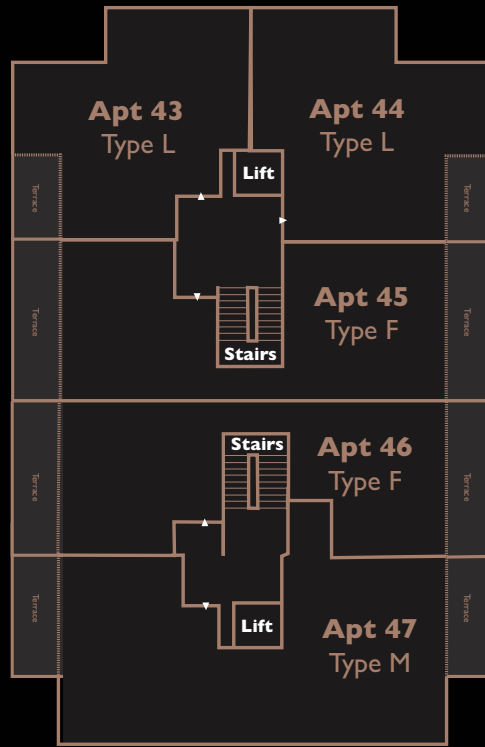 Apt 43
Type L
Apt 44
Type L
Lift
Terrace
Terrace
Apt 45
Type F
Terrace
Terrace
Stairs
Stairs
Apt 46
Type F
Terrace
Terrace
Lift
Apt 47
Type M
Terrace
Terrace